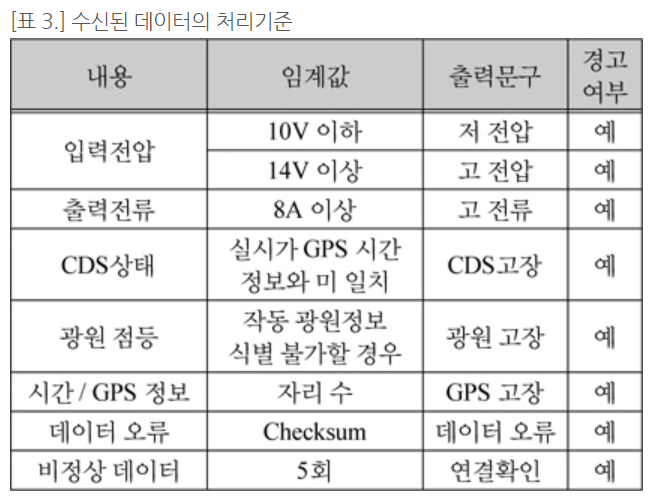 [표 3.] 수신된 데이터의 처리기준
내용 임계값 출력문구 경고
여부
입력전압 10V 이하 저 전압 예
14V 이상 고 전압 예
출력전류 8A 이상 고 전류 예
CDS상태 실시가 GPS 시간
정보와 미 일치 CDS고장 예
광원 점등 작동 광원정보
식별 불가할 경우 광원 고장 예
시간 / GPS 정보 자리 수 GPS 고장 예
데이터 오류 Checksum 데이터 오류 예
비정상 데이터 5회 연결확인 예